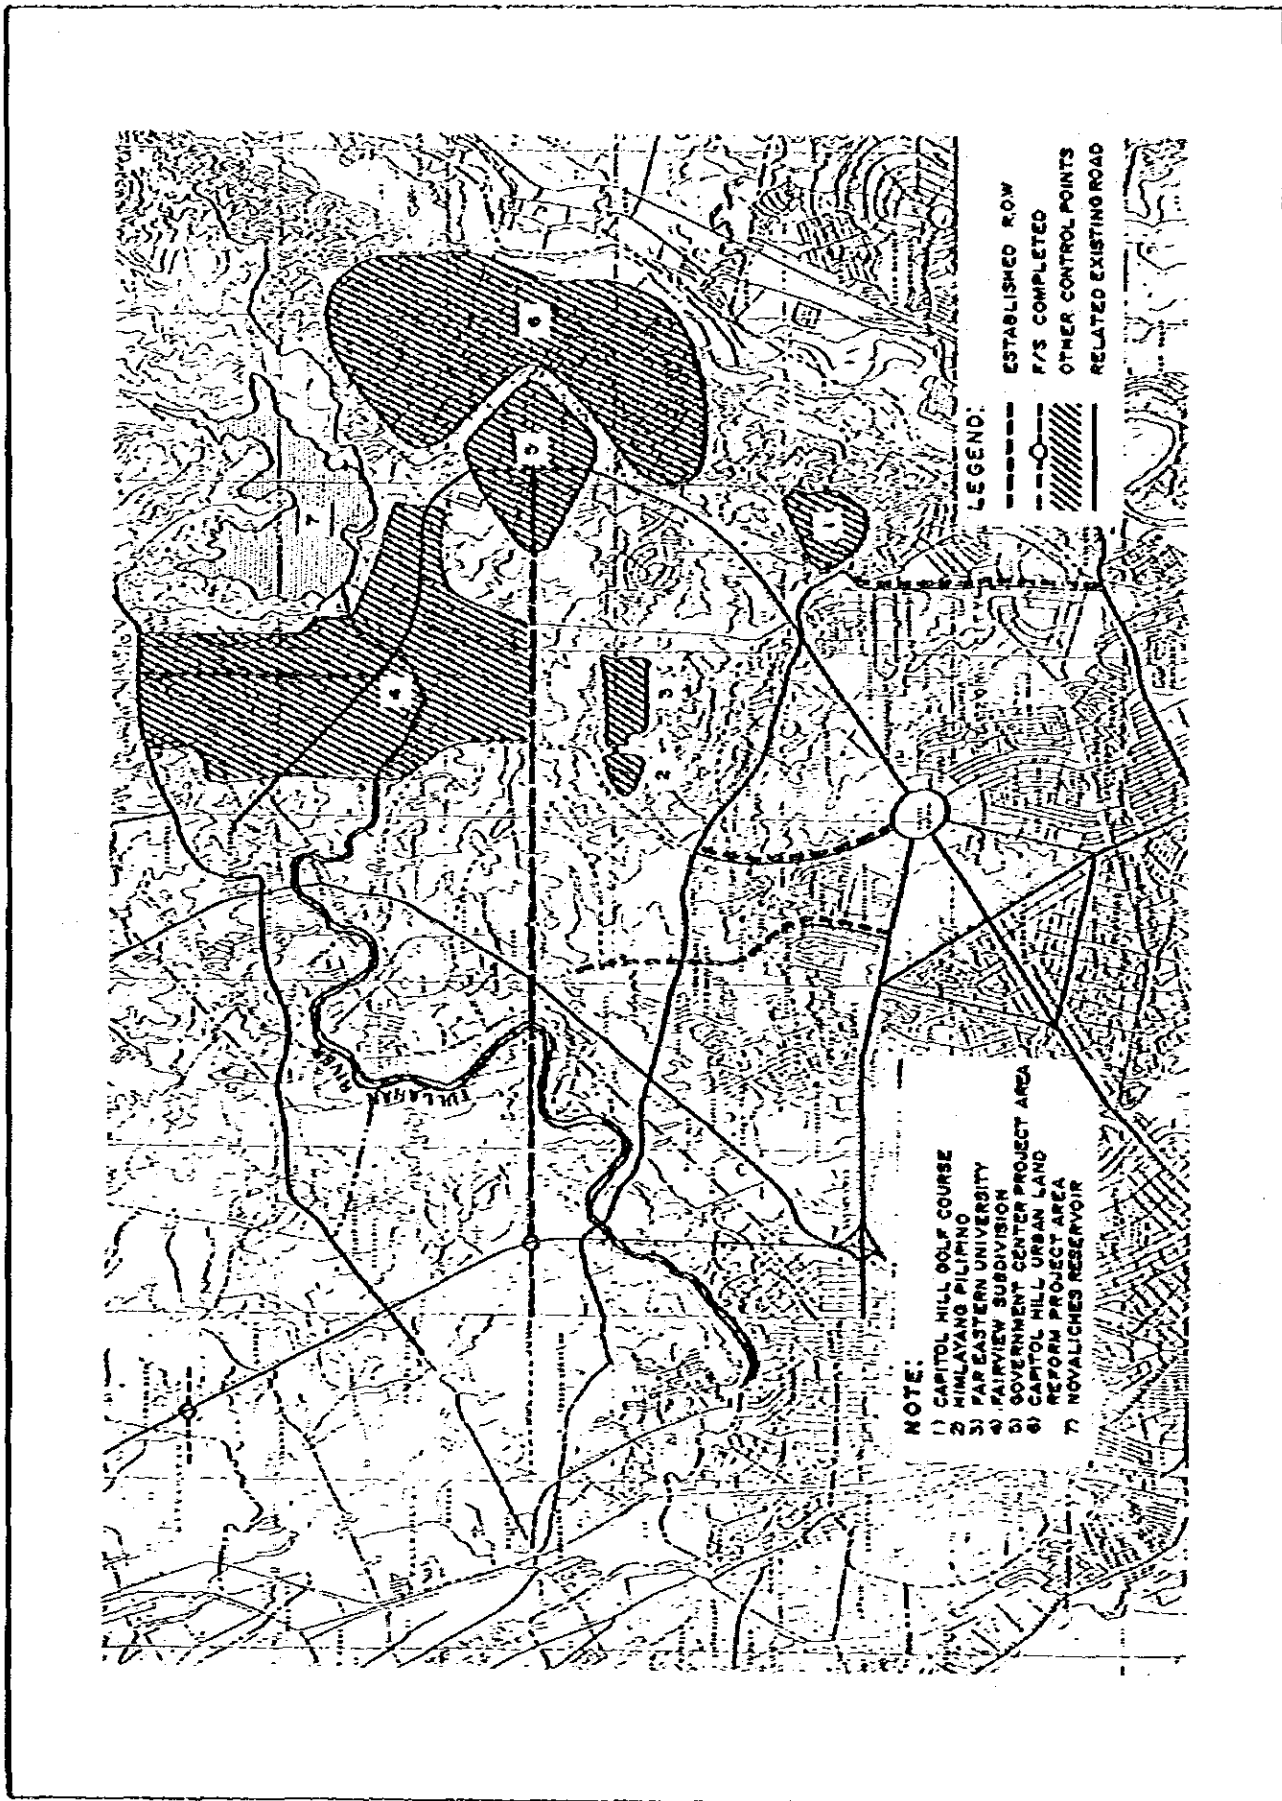 TULLAHAN RIVER
7
6
5
4
3
2
1
NOTE:
1) CAPITOL HILL GOLF COURSE
2) HIMLAYANG PILIPINO
3) FAR EASTERN UNIVERSITY
4) FAIRVIEW SUBDIVISION
5) GOVERNMENT CENTER PROJECT AREA
6) CAPITOL HILL URBAN LAND
REFORM PROJECT AREA
7) NOVALICHES RESERVOIR
LEGEND:
ESTABLISHED ROW
F/S COMPLETED
OTHER CONTROL POINTS
RELATED EXISTING ROAD